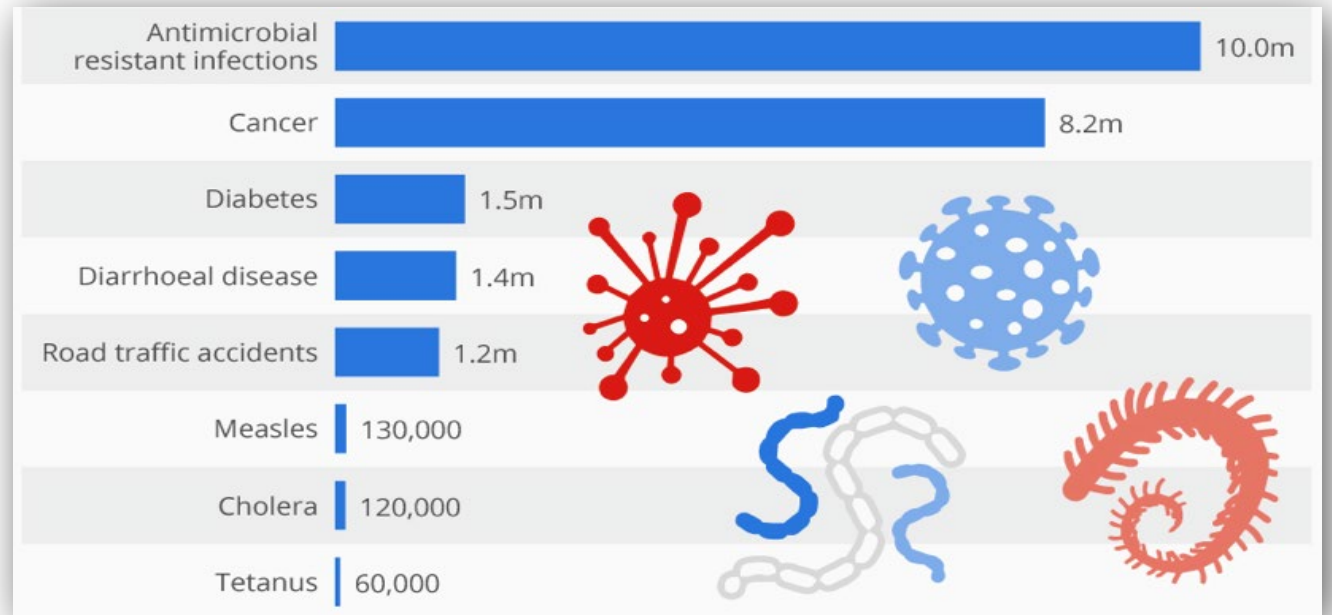 Antimicrobial
resistant infections
10.0m
Cancer 8.2m
Diabetes 1.5m
Diarrhoeal disease 1.4m
Road traffic accidents 1.2m
Measles 130,000
Cholera 120,000
Tetanus 60,000